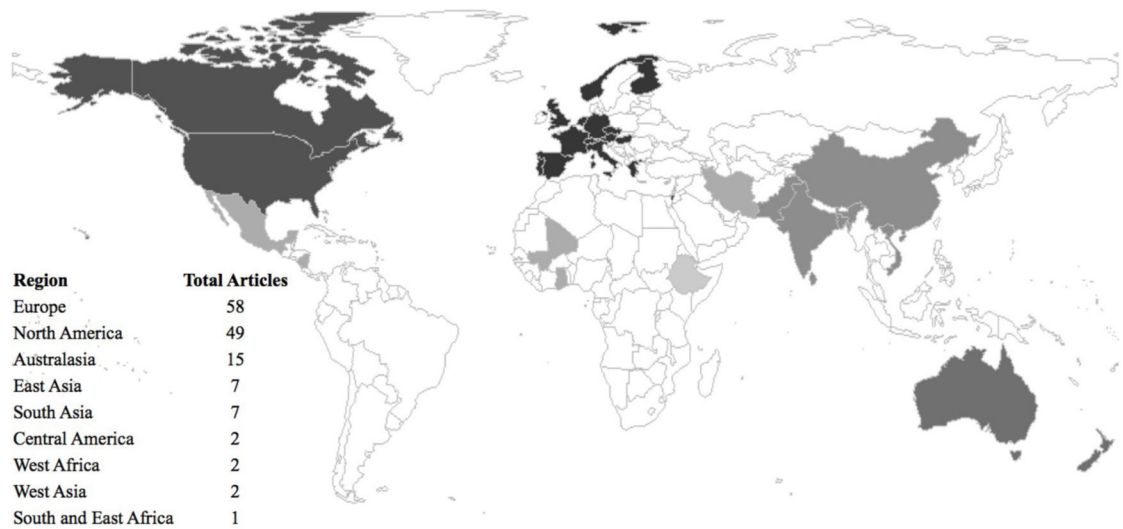 Region Total Articles
Europe 58
North America 49
Australasia 15
East Asia 7
South Asia 7
Central America 2
West Africa 2
West Asia 2
South and East Africa 1